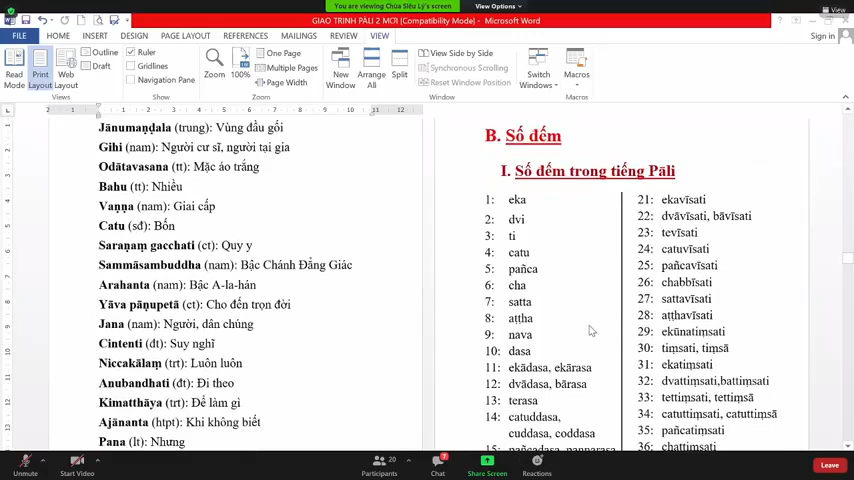 You are viewing Chùa Siêu Lý's screen
View Options
View
GIAO TRINH PĀLI 2 MƠI [Compatibility Mode] - Microsoft Word
FILE
HOME
INSERT
DESIGN
PAGE LAYOUT
REFERENCES
MAILINGS
REVIEW
VIEW
Sign in
Read Mode
Print Layout
Web Layout
Outline
Draft
Views
Ruler
Gridlines
Navigation Pane
Show
Zoom
100%
One Page
Multiple Pages
Page Width
Zoom
New Window
Arrange All
Split
View Side by Side
Synchronous Scrolling
Reset Window Position
Window
Switch Windows
Macros
Macros
Jānumaṇḍala (trung): Vùng đầu gối
Gihi (nam): Người cư sĩ, người tại gia
Odātavasana (tt): Mặc áo trắng
Bahu (tt): Nhiều
Vaṇṇa (nam): Giai cấp
Catu (sđ): Bốn
Saraṇaṃ gacchati (ct): Quy y
Sammāsambuddha (nam): Bậc Chánh Đẳng Giác
Arahanta (nam): Bậc A-la-hán
Yāva pāṇupetā (ct): Cho đến trọn đời
Jana (nam): Người, dân chúng
Cintenti (đt): Suy nghĩ
Niccakālaṃ (trt): Luôn luôn
Anubandhati (đt): Đi theo
Kimatthāya (trt): Để làm gì
Ajānanta (htpt): Khi không biết
Pana (lt): Nhưng
B. Số đếm
I. Số đếm trong tiếng Pāli
1: eka
2: dvi
3: ti
4: catu
5: pañca
6: cha
7: satta
8: aṭṭha
9: nava
10: dasa
11: ekādasa, ekārasa
12: dvādasa, bārasa
13: terasa
14: catuddasa,
cuddasa, coddasa
15: pañcadasa, pannarasa
21: ekavīsati
22: dvāvīsati, bāvīsati
23: tevīsati
24: catuvīsati
25: pañcavīsati
26: chabbīsati
27: sattavīsati
28: aṭṭhavīsati
29: ekūnatiṃsati
30: tiṃsati, tiṃsā
31: ekatiṃsati
32: dvattiṃsati,battiṃsati
33: tettiṃsati, tettiṃsā
34: catuttiṃsati, catuttiṃsā
35: pañcatiṃsati
36: chattiṃsati
Unmute
Start Video
20
Participants
7
Chat
Share Screen
Reactions
Leave